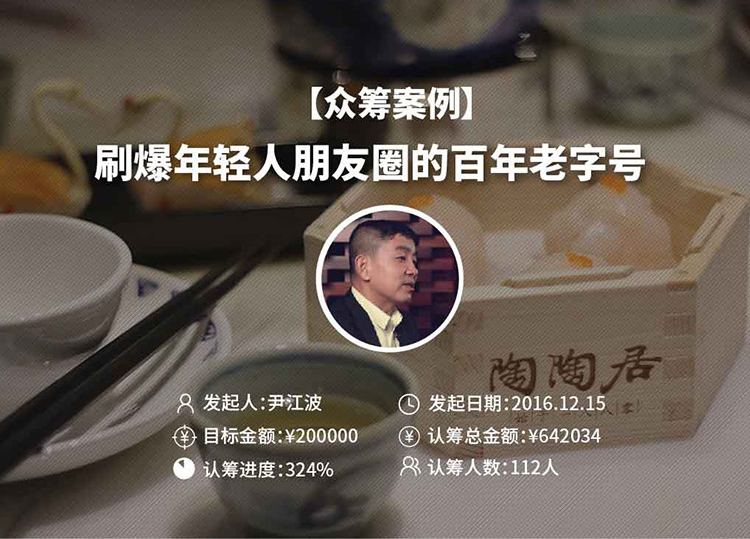 【众筹案例】
刷爆年轻人朋友圈的百年老字号
陶陶居
发起人:尹江波
发起日期:2016.12.15
目标金额:¥200000
认筹总金额:¥642034
认筹进度:324%
认筹人数:112人